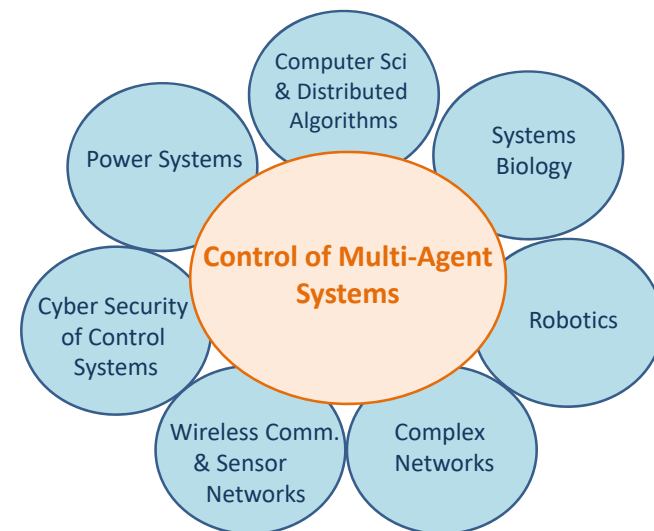 Computer Sci
& Distributed
Algorithms
Systems
Biology
Power Systems
Control of Multi-Agent
Systems
Cyber Security
of Control
Systems
Robotics
Wireless Comm.
& Sensor
Networks
Complex
Networks